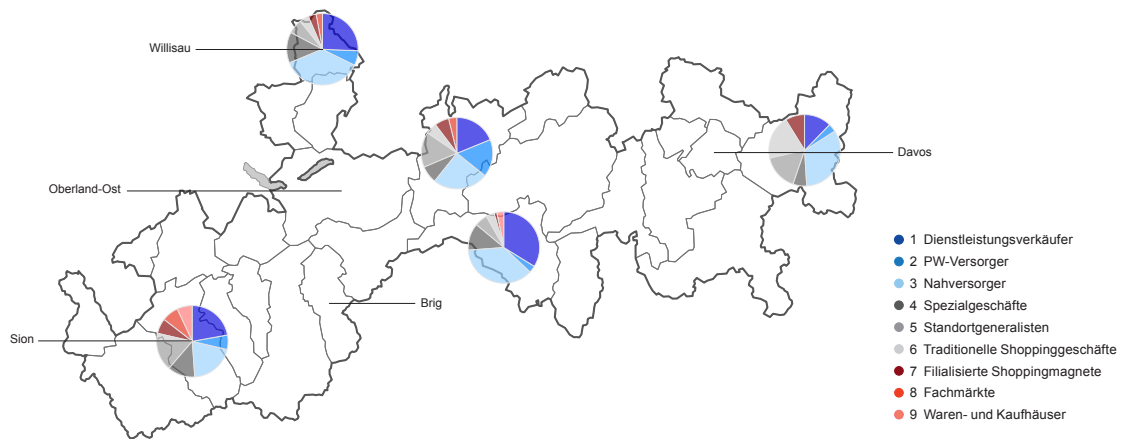 Willisau
Davos
Oberland-Ost
Brig
Sion
1 Dienstleistungsverkäufer
2 PW-Versorger
3 Nahversorger
4 Spezialgeschäfte
5 Standortgeneralisten
6 Traditionelle Shoppinggeschäfte
7 Filialisierte Shoppingmagnete
8 Fachmärkte
9 Waren- und Kaufhäuser